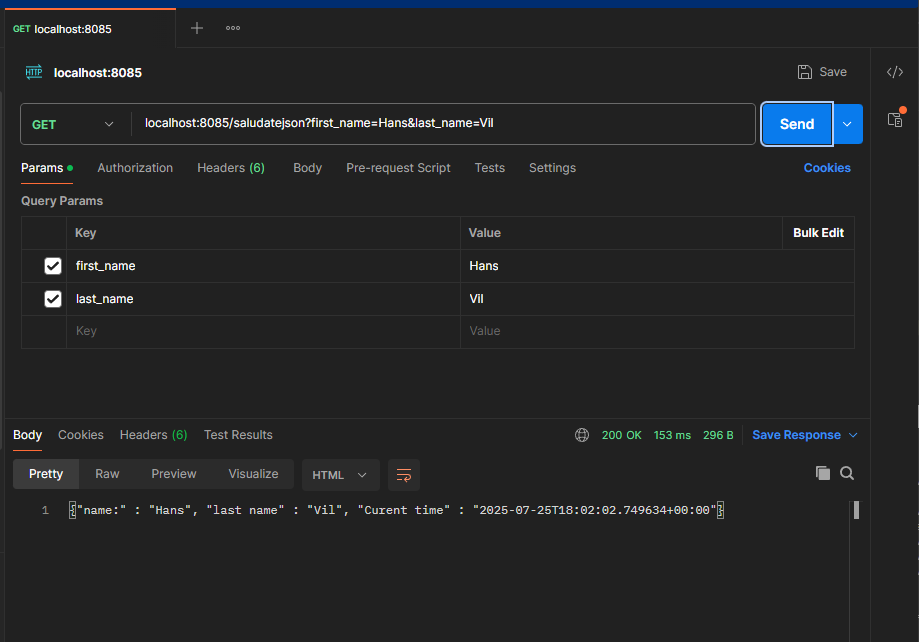 GET localhost:8085
HTTP localhost:8085 Save
GET localhost:8085/saludatejson?first_name=Hans&last_name=Vil Send
Params Authorization Headers (6) Body Pre-request Script Tests Settings Cookies
Query Params
Key Value Bulk Edit
first_name Hans
last_name Vil
Key Value
Body Cookies Headers (6) Test Results 200 OK 153 ms 296 B Save Response
Pretty Raw Preview Visualize HTML
1 {"name:" : "Hans", "last name" : "Vil", "Curent time" : "2025-07-25T18:02:02.749634+00:00"}